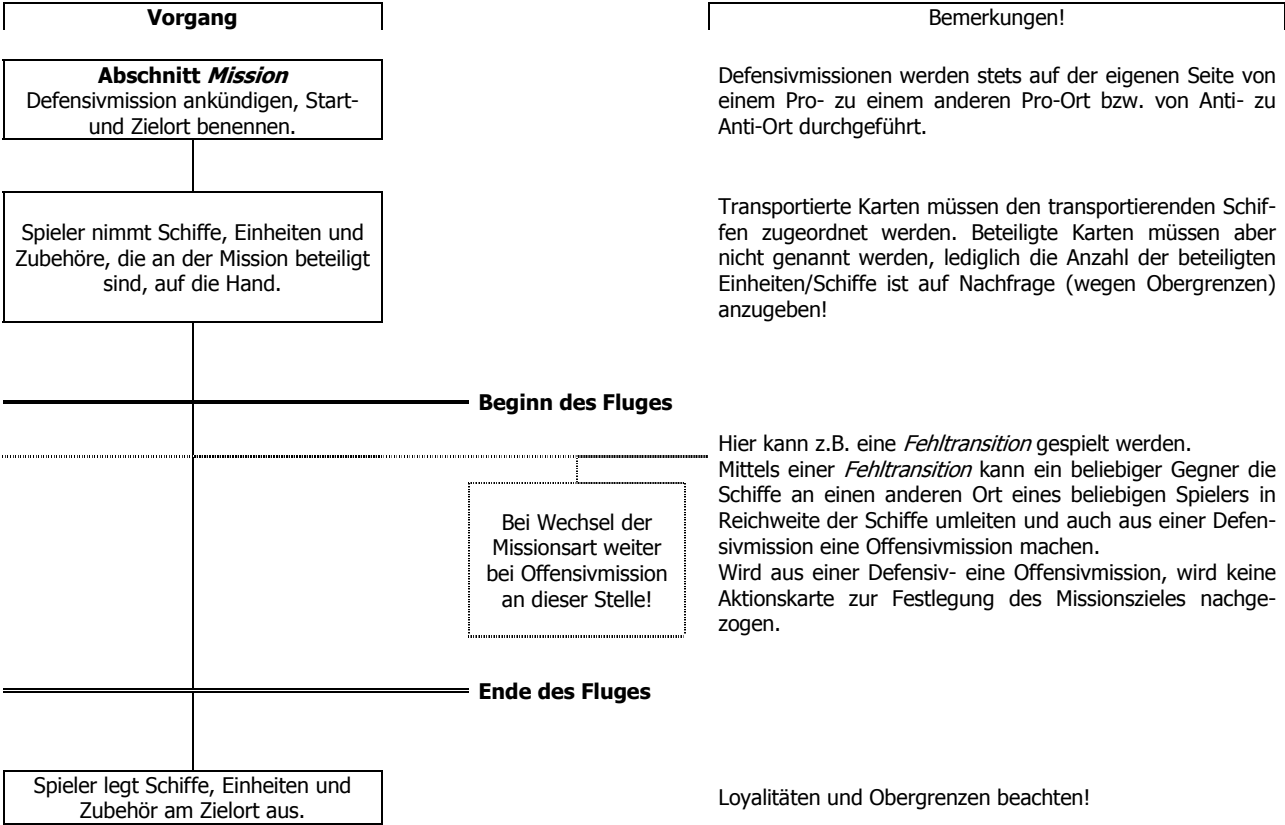 Vorgang
Bemerkungen!
Abschnitt Mission
Defensivmission ankündigen, Start-
und Zielort benennen.
Defensivmissionen werden stets auf der eigenen Seite von
einem Pro- zu einem anderen Pro-Ort bzw. von Anti- zu
Anti-Ort durchgeführt.
Spieler nimmt Schiffe, Einheiten und
Zubehöre, die an der Mission beteiligt
sind, auf die Hand.
Transportierte Karten müssen den transportierenden Schif-
fen zugeordnet werden. Beteiligte Karten müssen aber
nicht genannt werden, lediglich die Anzahl der beteiligten
Einheiten/Schiffe ist auf Nachfrage (wegen Obergrenzen)
anzugeben!
Beginn des Fluges
Hier kann z.B. eine Fehltransition gespielt werden.
Mittels einer Fehltransition kann ein beliebiger Gegner die
Schiffe an einen anderen Ort eines beliebigen Spielers in
Reichweite der Schiffe umleiten und auch aus einer Defen-
sivmission eine Offensivmission machen.
Wird aus einer Defensiv- eine Offensivmission, wird keine
Aktionskarte zur Festlegung des Missionszieles nachge-
zogen.
Bei Wechsel der
Missionsart weiter
bei Offensivmission
an dieser Stelle!
Ende des Fluges
Spieler legt Schiffe, Einheiten und
Zubehör am Zielort aus.
Loyalitäten und Obergrenzen beachten!